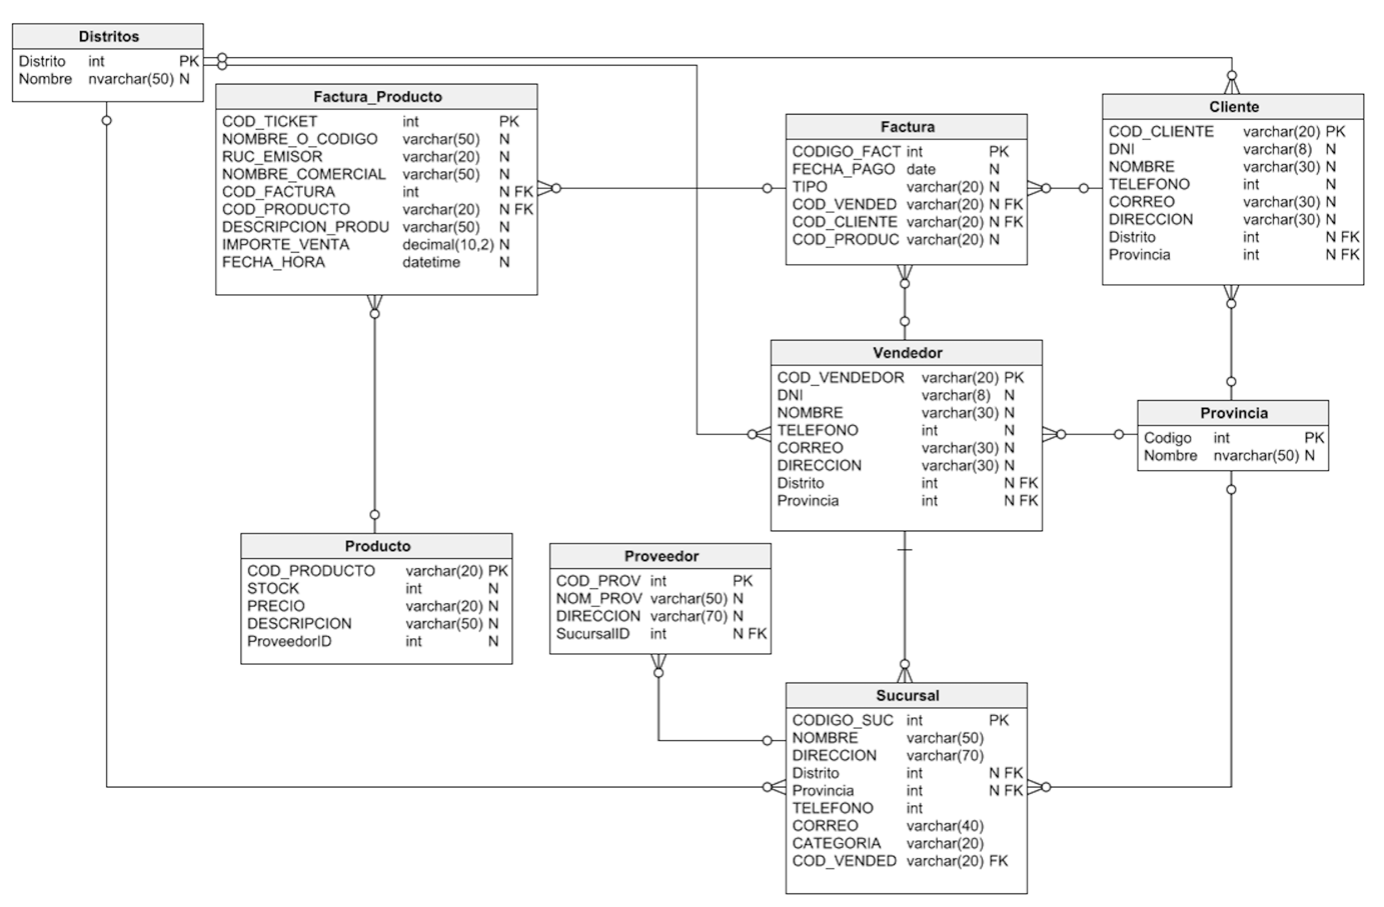 Distritos
Distrito int PK
Nombre nvarchar(50) N
Factura_Producto
COD_TICKET int PK
NOMBRE_O_CODIGO varchar(50) N
RUC_EMISOR varchar(20) N
NOMBRE_COMERCIAL varchar(50) N
COD_FACTURA int N FK
COD_PRODUCTO varchar(20) N FK
DESCRIPCION_PRODU varchar(50) N
IMPORTE_VENTA decimal(10,2) N
FECHA_HORA datetime N
Factura
CODIGO_FACT int PK
FECHA_PAGO date N
TIPO varchar(20) N
COD_VENDED varchar(20) N FK
COD_CLIENTE varchar(20) N FK
COD_PRODUC varchar(20) N
Cliente
COD_CLIENTE varchar(20) PK
DNI varchar(8) N
NOMBRE varchar(30) N
TELEFONO int N
CORREO varchar(30) N
DIRECCION varchar(30) N
Distrito int N FK
Provincia int N FK
Vendedor
COD_VENDEDOR varchar(20) PK
DNI varchar(8) N
NOMBRE varchar(30) N
TELEFONO int N
CORREO varchar(30) N
DIRECCION varchar(30) N
Distrito int N FK
Provincia int N FK
Provincia
Codigo int PK
Nombre nvarchar(50) N
Producto
COD_PRODUCTO varchar(20) PK
STOCK int N
PRECIO varchar(20) N
DESCRIPCION varchar(50) N
ProveedorID int N
Proveedor
COD_PROV int PK
NOM_PROV varchar(50) N
DIRECCION varchar(70) N
SucursalID int N FK
Sucursal
CODIGO_SUC int PK
NOMBRE varchar(50)
DIRECCION varchar(70)
Distrito int N FK
Provincia int N FK
TELEFONO int
CORREO varchar(40)
CATEGORIA varchar(20)
COD_VENDED varchar(20) FK